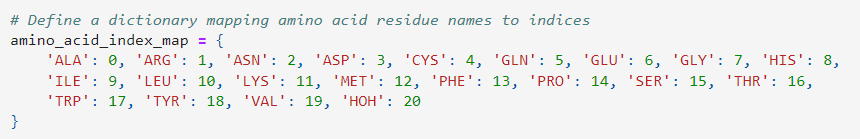 # Define a dictionary mapping amino acid residue names to indices
amino_acid_index_map = {
    'ALA': 0, 'ARG': 1, 'ASN': 2, 'ASP': 3, 'CYS': 4, 'GLN': 5, 'GLU': 6, 'GLY': 7, 'HIS': 8,
    'ILE': 9, 'LEU': 10, 'LYS': 11, 'MET': 12, 'PHE': 13, 'PRO': 14, 'SER': 15, 'THR': 16,
    'TRP': 17, 'TYR': 18, 'VAL': 19, 'HOH': 20
}